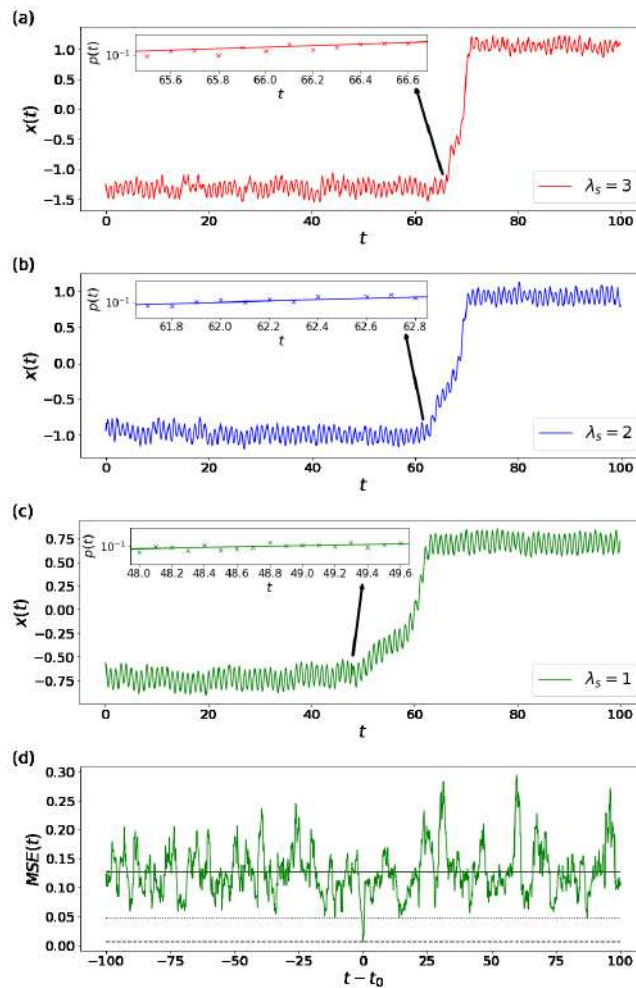 (a)
p(t)
10⁻¹
65.6 65.8 66.0 66.2 66.4 66.6
t
x(t)
1.0
0.5
0.0
−0.5
−1.0
−1.5
λₛ = 3
0 20 40 60 80 100
t
(b)
p(t)
10⁻¹
61.8 62.0 62.2 62.4 62.6 62.8
t
x(t)
1.0
0.5
0.0
−0.5
−1.0
λₛ = 2
0 20 40 60 80 100
t
(c)
p(t)
10⁻¹
48.0 48.2 48.5 48.6 48.8 49.0 49.2 49.4 49.6
t
x(t)
0.75
0.50
0.25
0.00
−0.25
−0.50
−0.75
λₛ = 1
0 20 40 60 80 100
t
(d)
MSE(t)
0.30
0.25
0.20
0.15
0.10
0.05
0.00
−100 −75 −50 −25 0 25 50 75 100
t − t₀